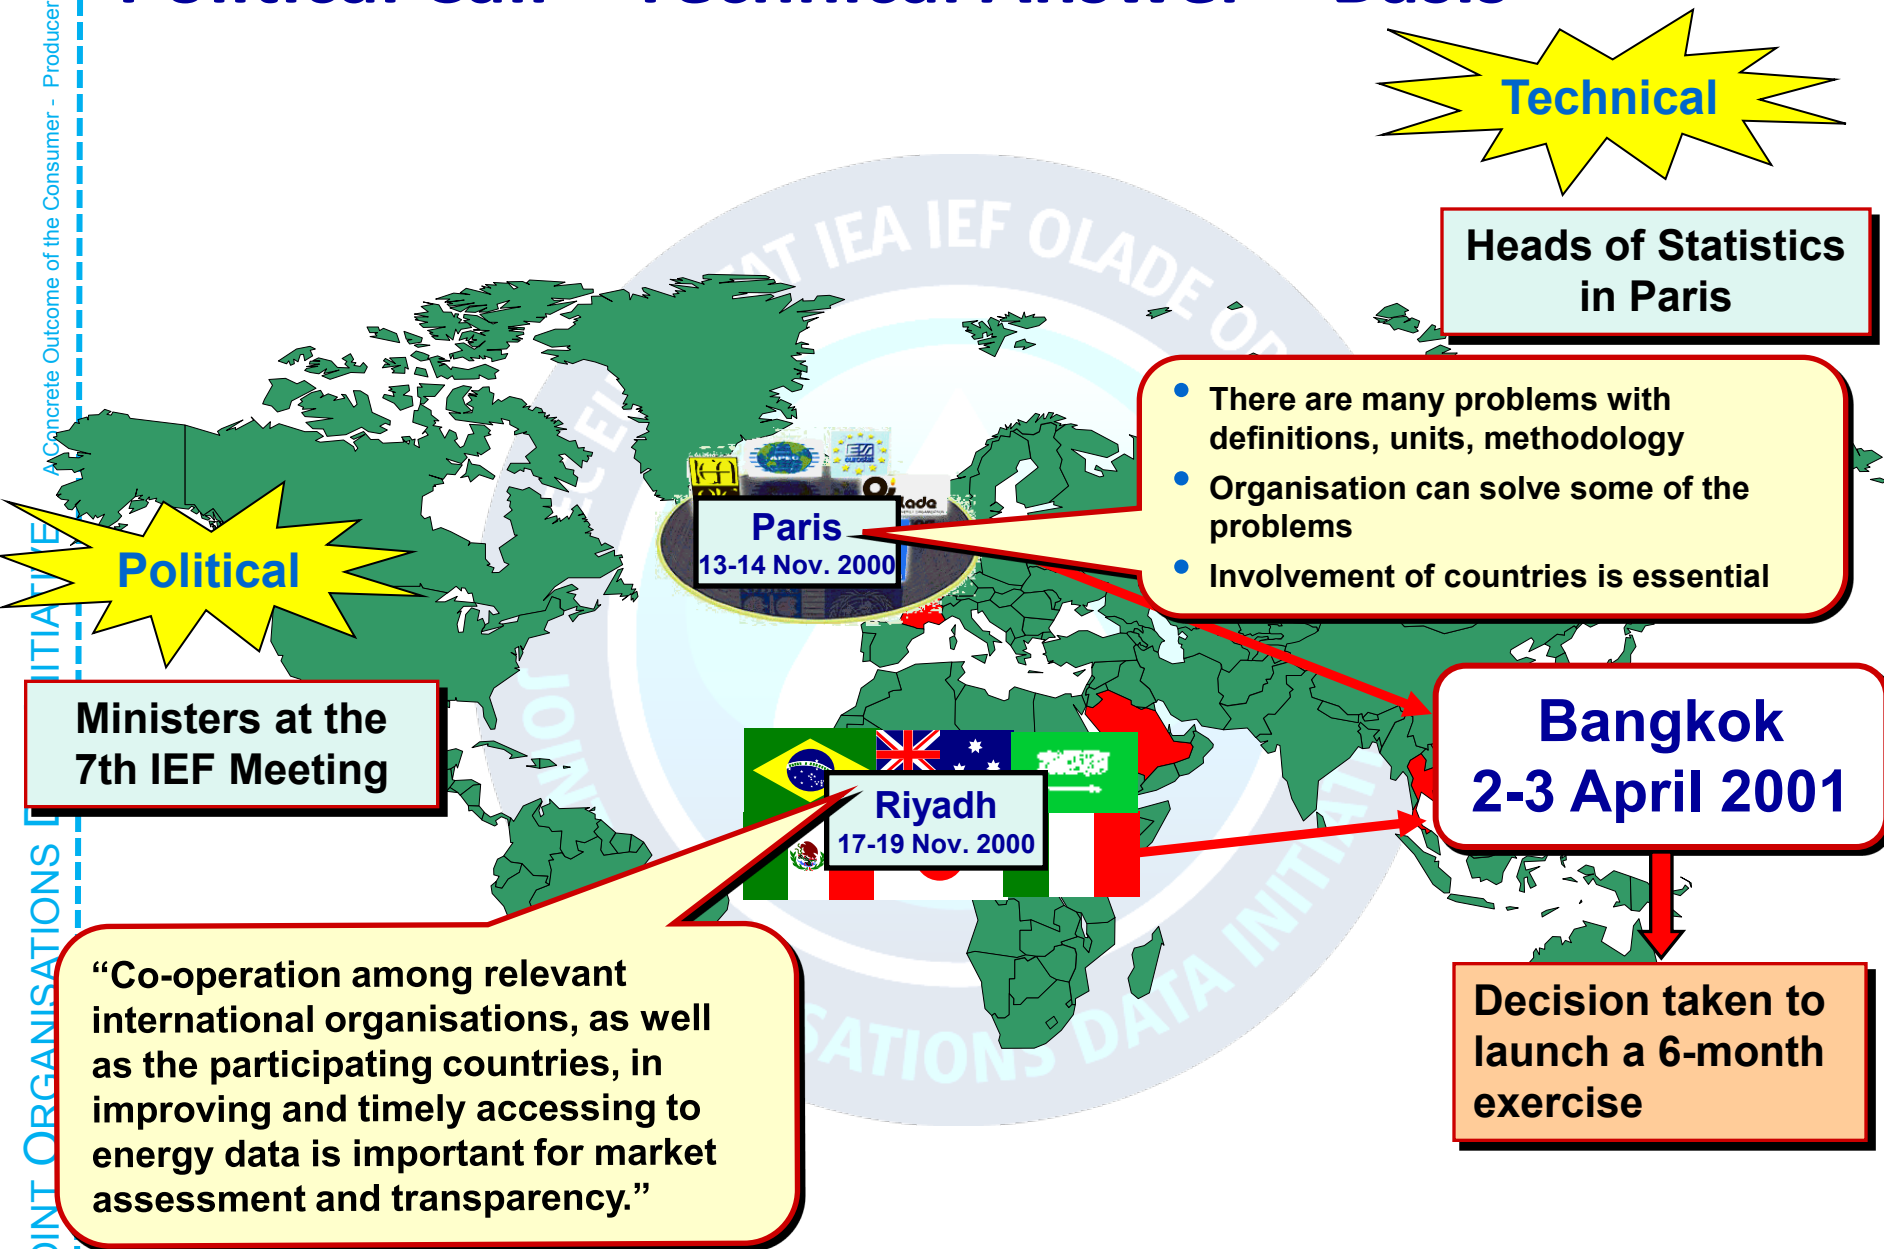 Technical
Heads of Statistics
in Paris
• There are many problems with
definitions, units, methodology
• Organisation can solve some of the
problems
• Involvement of countries is essential
Paris
13-14 Nov. 2000
Political
Ministers at the
7th IEF Meeting
Riyadh
17-19 Nov. 2000
Bangkok
2-3 April 2001
“Co-operation among relevant
international organisations, as well
as the participating countries, in
improving and timely accessing to
energy data is important for market
assessment and transparency.”
Decision taken to
launch a 6-month
exercise
A Concrete Outcome of the Consumer - Producer
ORGANISATIONS
IEA IEF OLADE
DATA
APEC